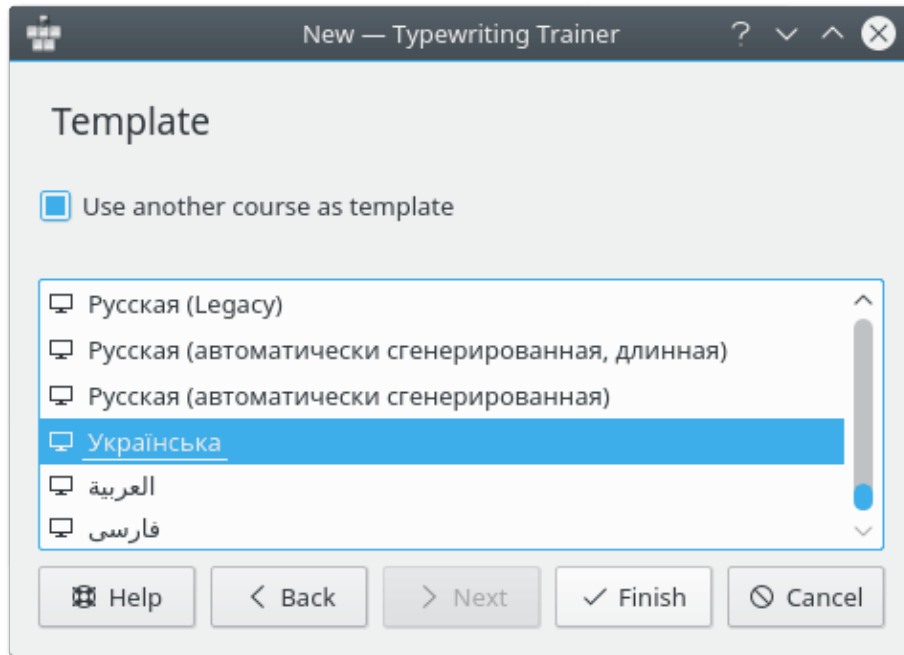 New — Typewriting Trainer
Template
Use another course as template
Русская (Legacy)
Русская (автоматически сгенерированная, длинная)
Русская (автоматически сгенерированная)
Українська
العربية
فارسی
Help Back Next Finish Cancel